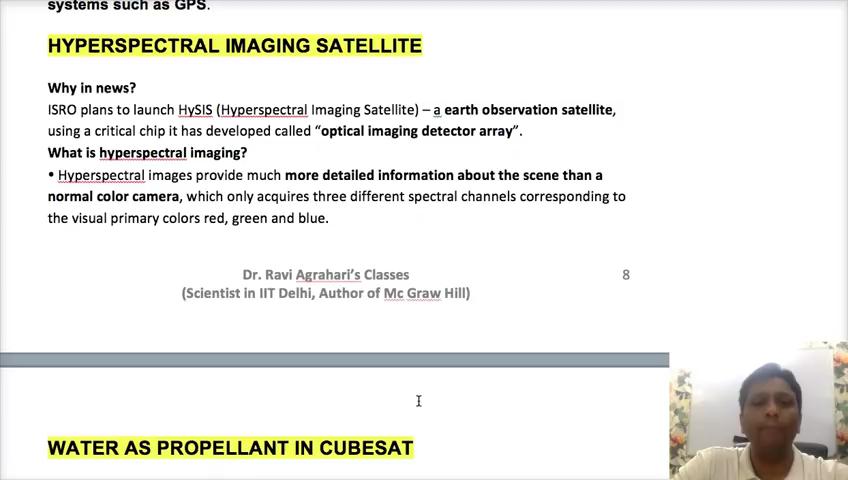 systems such as GPS.
HYPERSPECTRAL IMAGING SATELLITE
Why in news?
ISRO plans to launch HySIS (Hyperspectral Imaging Satellite) – a earth observation satellite,
using a critical chip it has developed called “optical imaging detector array”.
What is hyperspectral imaging?
• Hyperspectral images provide much more detailed information about the scene than a
normal color camera, which only acquires three different spectral channels corresponding to
the visual primary colors red, green and blue.
Dr. Ravi Agrahari’s Classes 8
(Scientist in IIT Delhi, Author of Mc Graw Hill)
WATER AS PROPELLANT IN CUBESAT